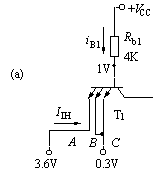 +VCC
iB1
Rb1
4K
(a)
1V
IIH
T1
A B C
3.6V
0.3V